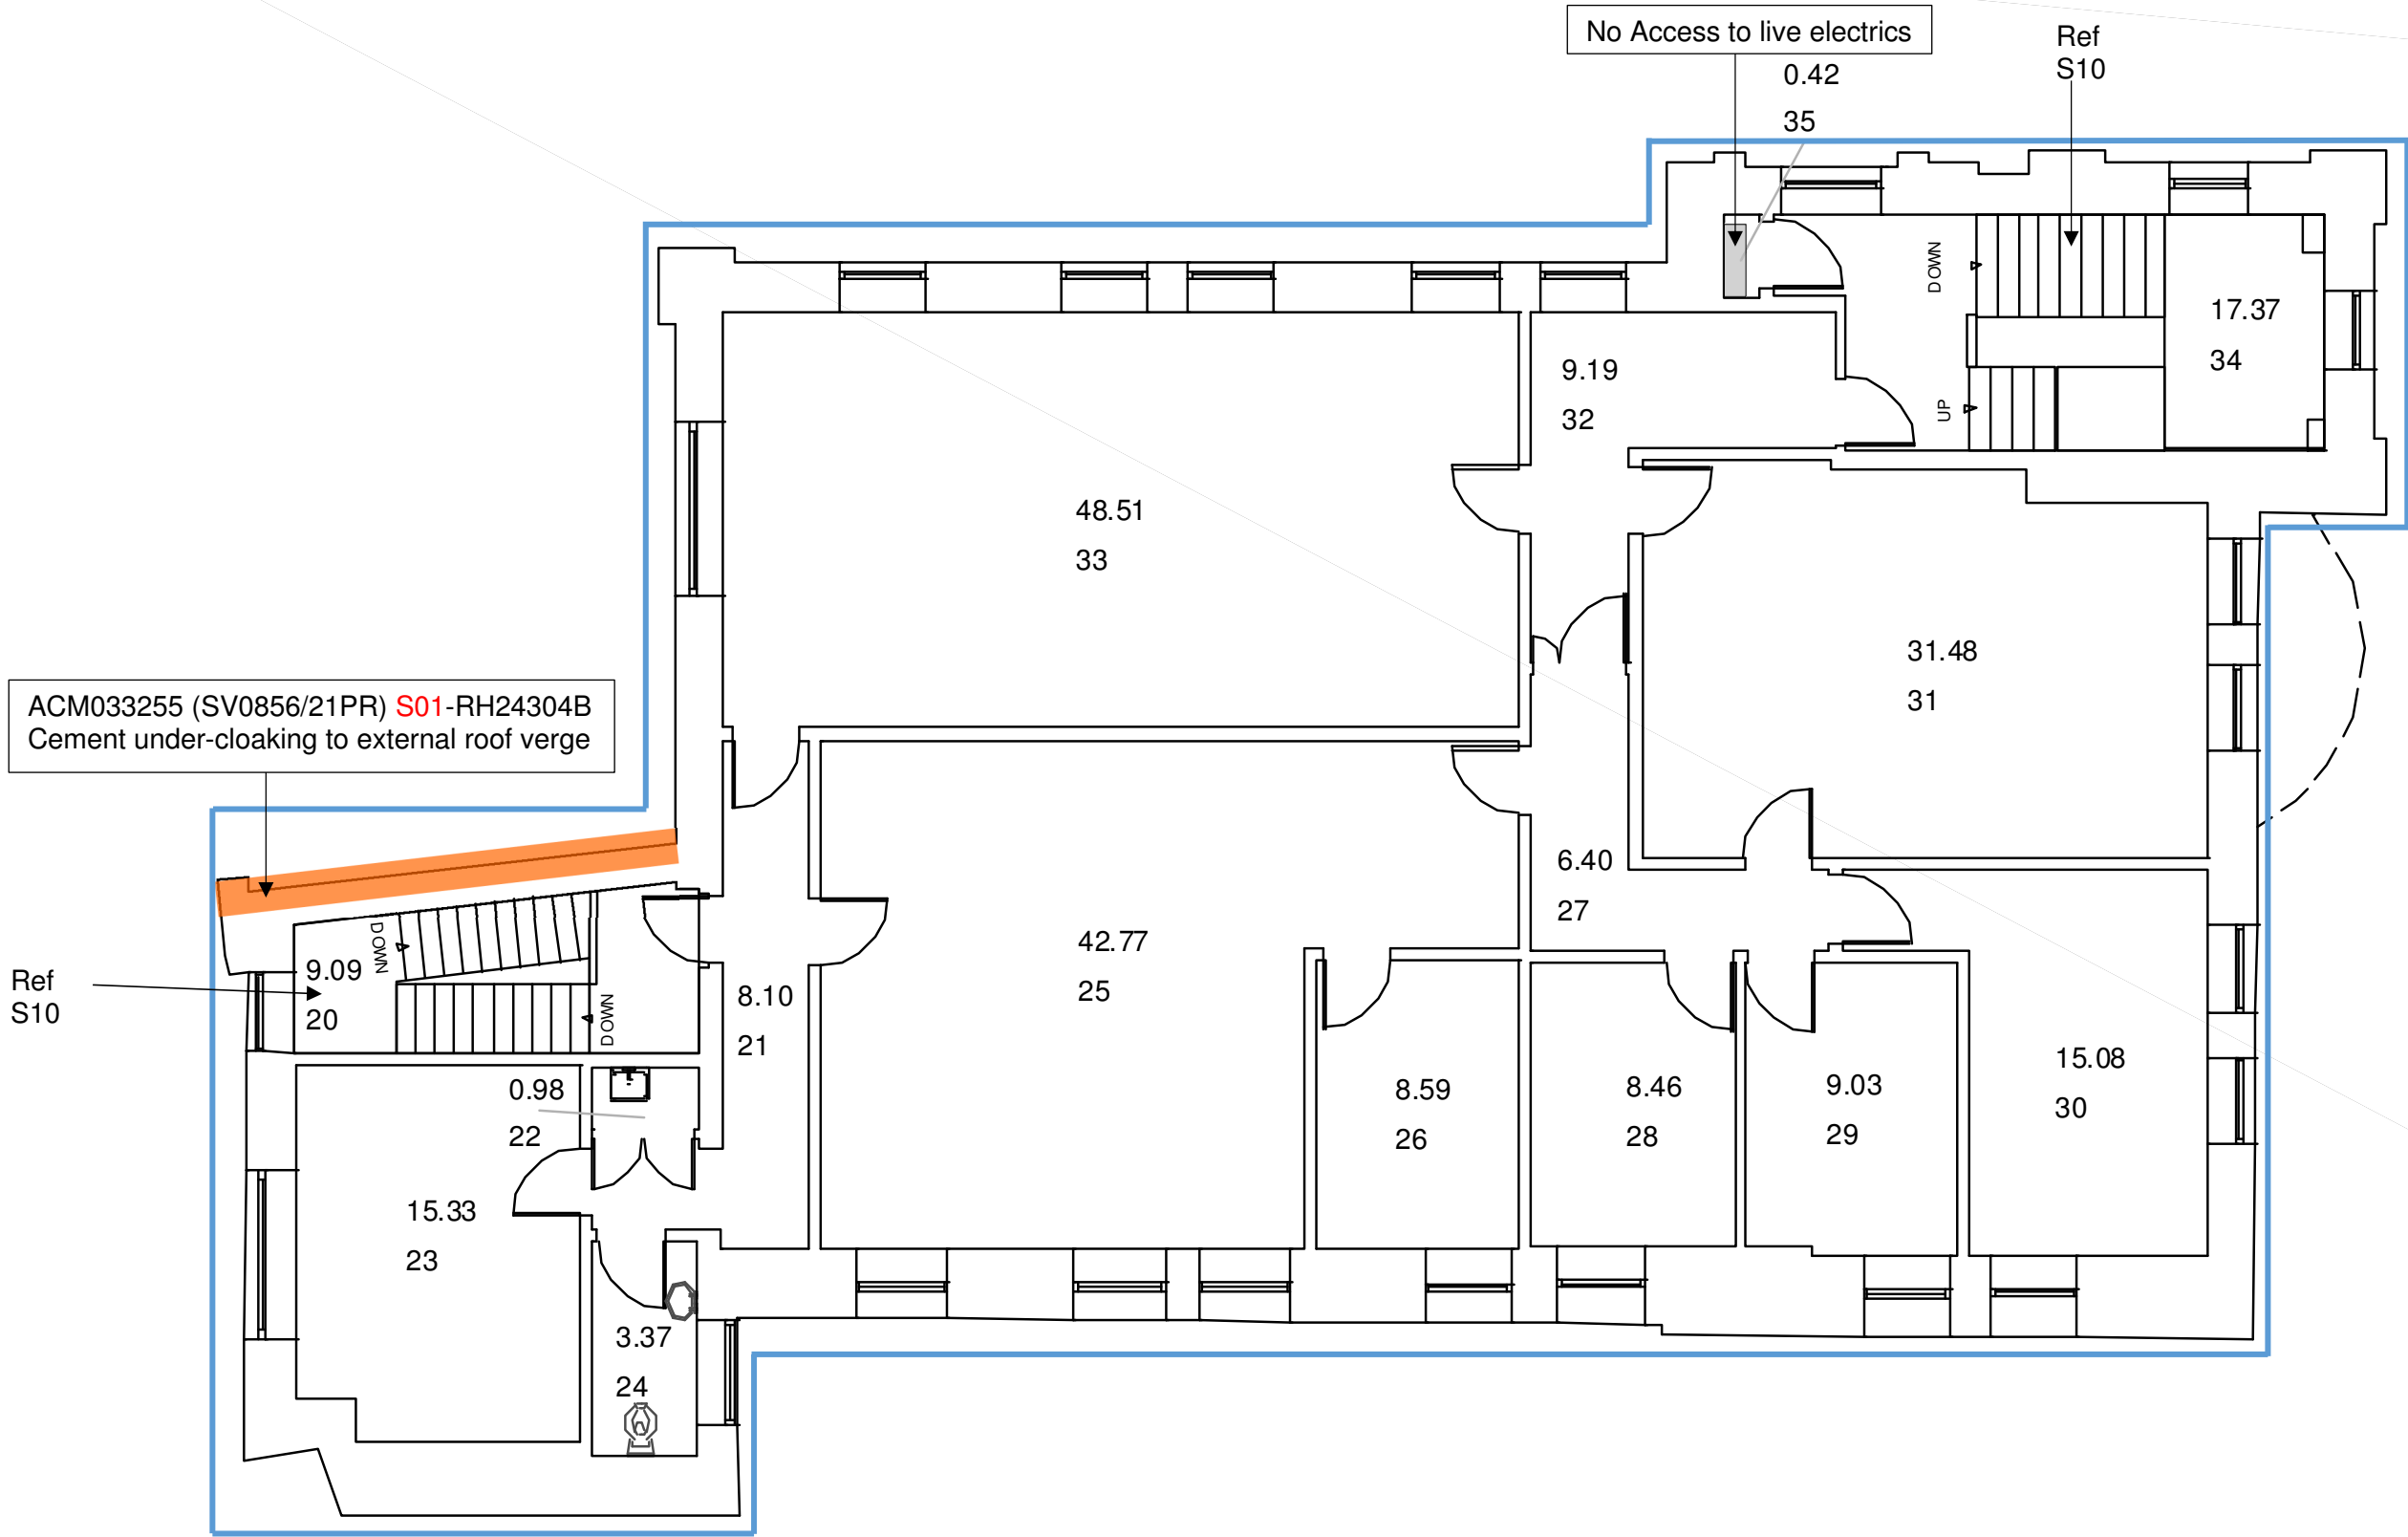 No Access to live electrics
Ref
S10
0.42
35
DOWN
17.37
34
9.19
32
UP
48.51
33
31.48
31
ACM033255 (SV0856/21PR) S01-RH24304B
Cement under-cloaking to external roof verge
6.40
27
DOWN
42.77
25
9.09
20
Ref
S10
8.10
21
DOWN
0.98
22
8.59
26
8.46
28
9.03
29
15.08
30
15.33
23
3.37
24